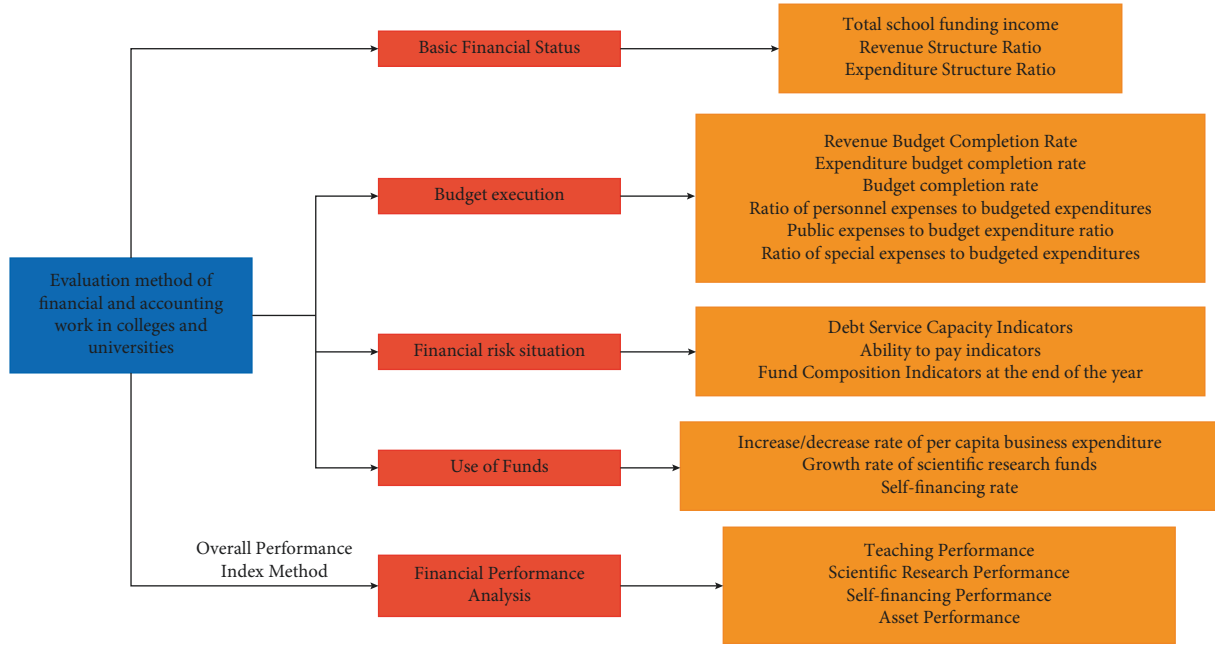 Evaluation method of
financial and accounting
work in colleges and
universities
Basic Financial Status
Total school funding income
Revenue Structure Ratio
Expenditure Structure Ratio
Budget execution
Revenue Budget Completion Rate
Expenditure budget completion rate
Budget completion rate
Ratio of personnel expenses to budgeted expenditures
Public expenses to budget expenditure ratio
Ratio of special expenses to budgeted expenditures
Financial risk situation
Debt Service Capacity Indicators
Ability to pay indicators
Fund Composition Indicators at the end of the year
Use of Funds
Increase/decrease rate of per capita business expenditure
Growth rate of scientific research funds
Self-financing rate
Overall Performance
Index Method
Financial Performance
Analysis
Teaching Performance
Scientific Research Performance
Self-financing Performance
Asset Performance